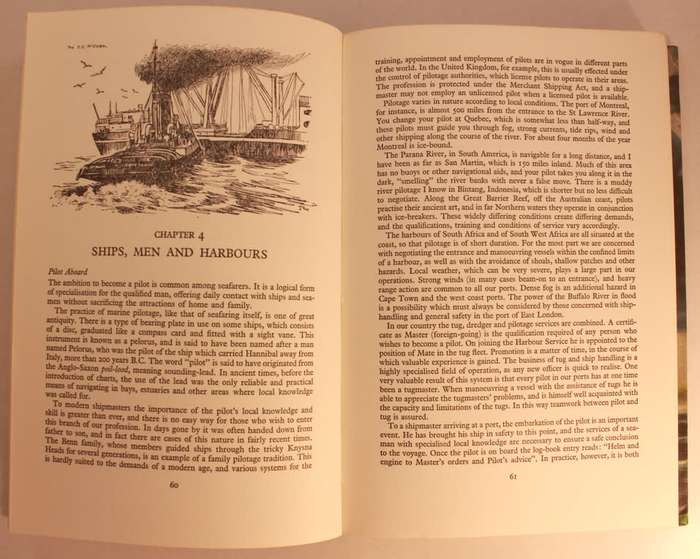 CHAPTER 4
SHIPS, MEN AND HARBOURS
Pilot Aboard
The ambition to become a pilot is common among seafarers. It is a logical form
of specialisation for the qualified man, offering daily contact with ships and sea-
men without sacrificing the attractions of home and family.
The practice of marine pilotage, like that of seafaring itself, is one of great
antiquity. There is a type of bearing plate in use on some ships, which consists
of a disc, graduated like a compass card and fitted with a sight vane. This
instrument is known as a pelorus, and is said to have been named after a man
named Pelorus, who was the pilot of the ship which carried Hannibal away from
Italy, more than 200 years B.C. The word "pilot" is said to have originated from
the Anglo-Saxon peil-load, meaning sounding-lead. In ancient times, before the
introduction of charts, the use of the lead was the only reliable and practical
means of navigating in bays, estuaries and other areas where local knowledge
was called for.
To modern shipmasters the importance of the pilot's local knowledge and
skill is greater than ever, and there is no easy way for those who wish to enter
this branch of our profession. In days gone by it was often handed down from
father to son, and in fact there are cases of this nature in fairly recent times.
The Benn family, whose members guided ships through the tricky Knysna
Heads for several generations, is an example of a family pilotage tradition. This
is hardly suited to the demands of a modern age, and various systems for the
60
training, appointment and employment of pilots are in vogue in different parts
of the world. In the United Kingdom, for example, this is usually effected under
the control of pilotage authorities, which license pilots to operate in their areas.
The profession is protected under the Merchant Shipping Act, and a ship-
master may not employ an unlicensed pilot when a licensed pilot is available.
Pilotage varies in nature according to local conditions. The port of Montreal,
for instance, is almost 500 miles from the entrance to the St Lawrence River.
You change your pilot at Quebec, which is somewhat less than half-way, and
these pilots must guide you through fog, strong currents, tide rips, wind and
other shipping along the course of the river. For about four months of the year
Montreal is ice-bound.
The Parana River, in South America, is navigable for a long distance, and I
have been as far as San Martin, which is 150 miles inland. Much of this area
has no buoys or other navigational aids, and your pilot takes you along it in the
dark, "smelling" the river banks with never a false move. There is a muddy
river pilotage I know in Bintang, Indonesia, which is shorter but no less difficult
to negotiate. Along the Great Barrier Reef, off the Australian coast, pilots
practise their ancient art, and in far Northern waters they operate in conjunction
with ice-breakers. These widely differing conditions create differing demands,
and the qualifications, training and conditions of service vary accordingly.
The harbours of South Africa and of South West Africa are all situated at the
coast, so that pilotage is of short duration. For the most part we are concerned
with negotiating the entrance and manoeuvring vessels within the confined limits
of a harbour, as well as with the avoidance of shoals, shallow patches and other
hazards. Local weather, which can be very severe, plays a large part in our
operations. Strong winds (in many cases beam-on to an entrance), and heavy
range action are common to all our ports. Dense fog is an additional hazard in
Cape Town and the west coast ports. The power of the Buffalo River in flood
is a possibility which must always be considered by those concerned with ship-
handling and general safety in the port of East London.
In our country the tug, dredger and pilotage services are combined. A certific-
ate as Master (foreign-going) is the qualification required of any person who
wishes to become a pilot. On joining the Harbour Service he is appointed to the
position of Mate in the tug fleet. Promotion is a matter of time, in the course of
which valuable experience is gained. The business of tug and ship handling is a
highly specialised field of operation, as any new officer is quick to realise. One
very valuable result of this system is that every pilot in our ports has at one time
been a tugmaster. When manoeuvring a vessel with the assistance of tugs he is
able to appreciate the tugmasters' problems, and is himself well acquainted with
the capacity and limitations of the tugs. In this way teamwork between pilot and
tug is assured.
To a shipmaster arriving at a port, the embarkation of the pilot is an important
event. He has brought his ship in safety to this point, and the services of a sea-
man with specialised local knowledge are necessary to ensure a safe conclusion
to the voyage. Once the pilot is on board the log-book entry reads: "Helm and
engine to Master's orders and Pilot's advice". In practice, however, it is both
61